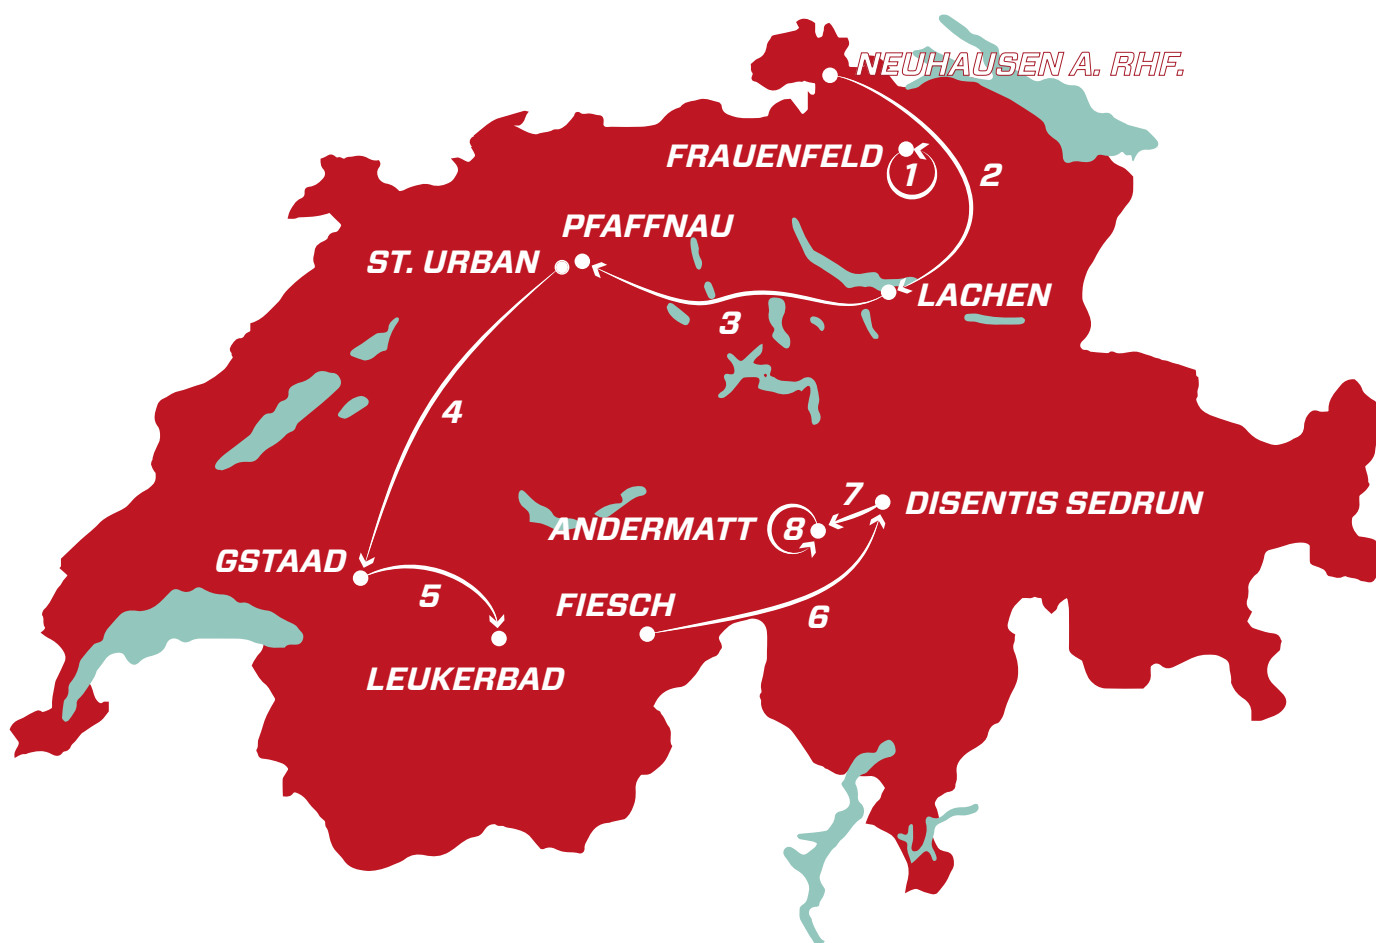 NEUHAUSEN A. RHF.
FRAUENFELD
1
2
PFAFFNAU
ST. URBAN
LACHEN
3
4
7
DISENTIS SEDRUN
ANDERMATT
8
GSTAAD
5
FIESCH
6
LEUKERBAD